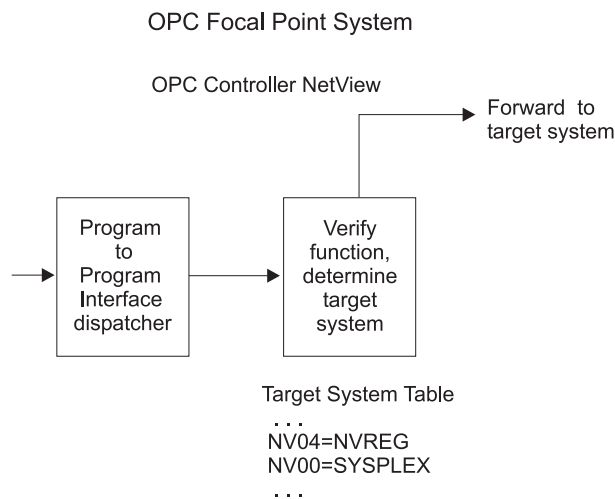 OPC Focal Point System
OPC Controller NetView
Forward to
target system
Program
to
Program
Interface
dispatcher
Verify
function,
determine
target
system
Target System Table
. . .
NV04=NVREG
NV00=SYSPLEX
. . .